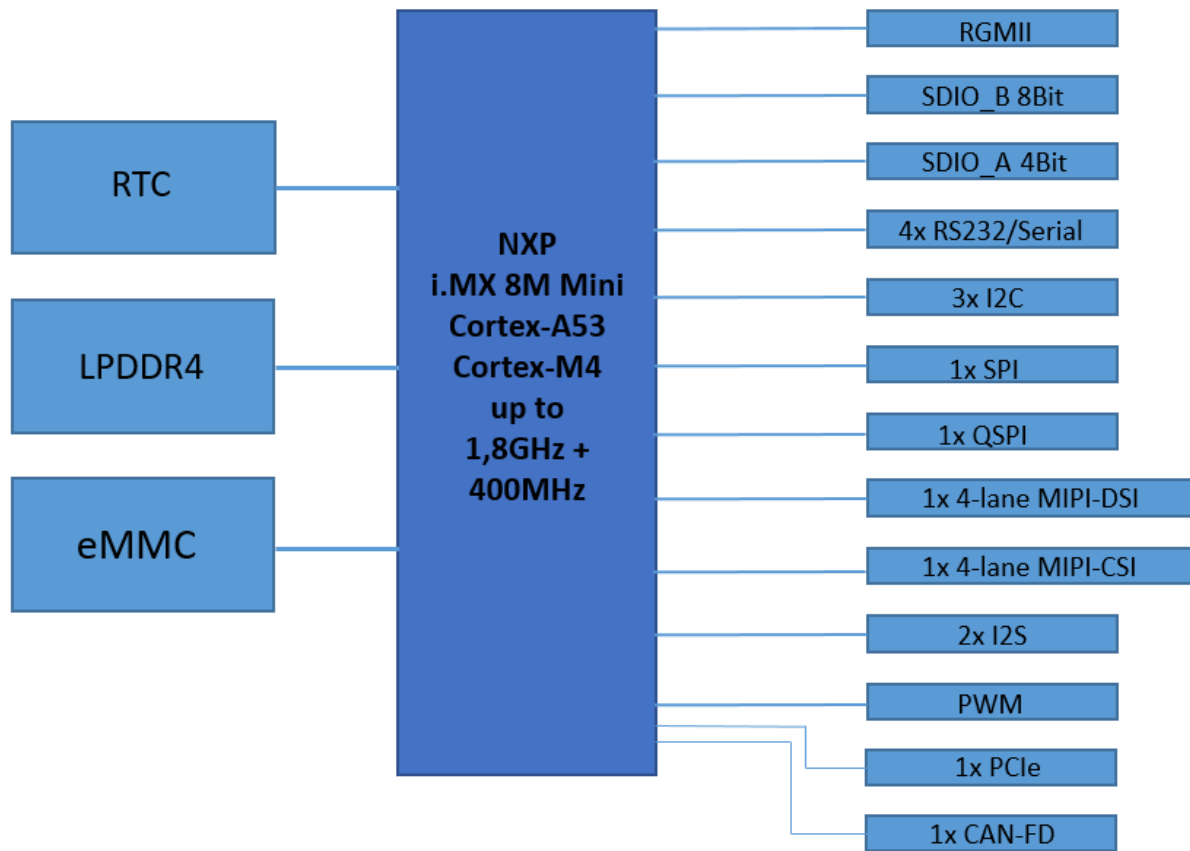 RTC
LPDDR4
eMMC
NXP
i.MX 8M Mini
Cortex-A53
Cortex-M4
up to
1,8GHz +
400MHz
RGMII
SDIO_B 8Bit
SDIO_A 4Bit
4x RS232/Serial
3x I2C
1x SPI
1x QSPI
1x 4-lane MIPI-DSI
1x 4-lane MIPI-CSI
2x I2S
PWM
1x PCIe
1x CAN-FD